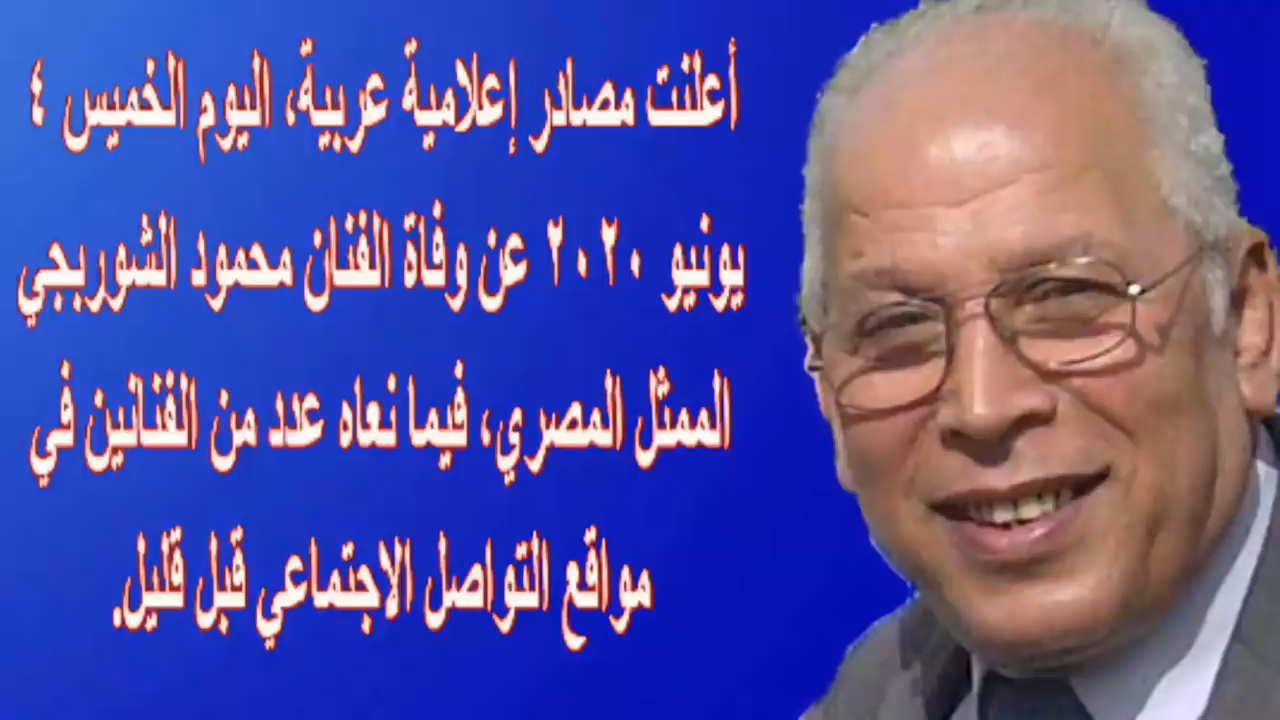 أعلنت مصادر إعلامية عربية، اليوم الخميس ٤
يونيو ٢٠٢٠ عن وفاة الفنان محمود الشوربجي
الممثل المصري، فيما نعاه عدد من الفنانين في
مواقع التواصل الاجتماعي قبل قليل.